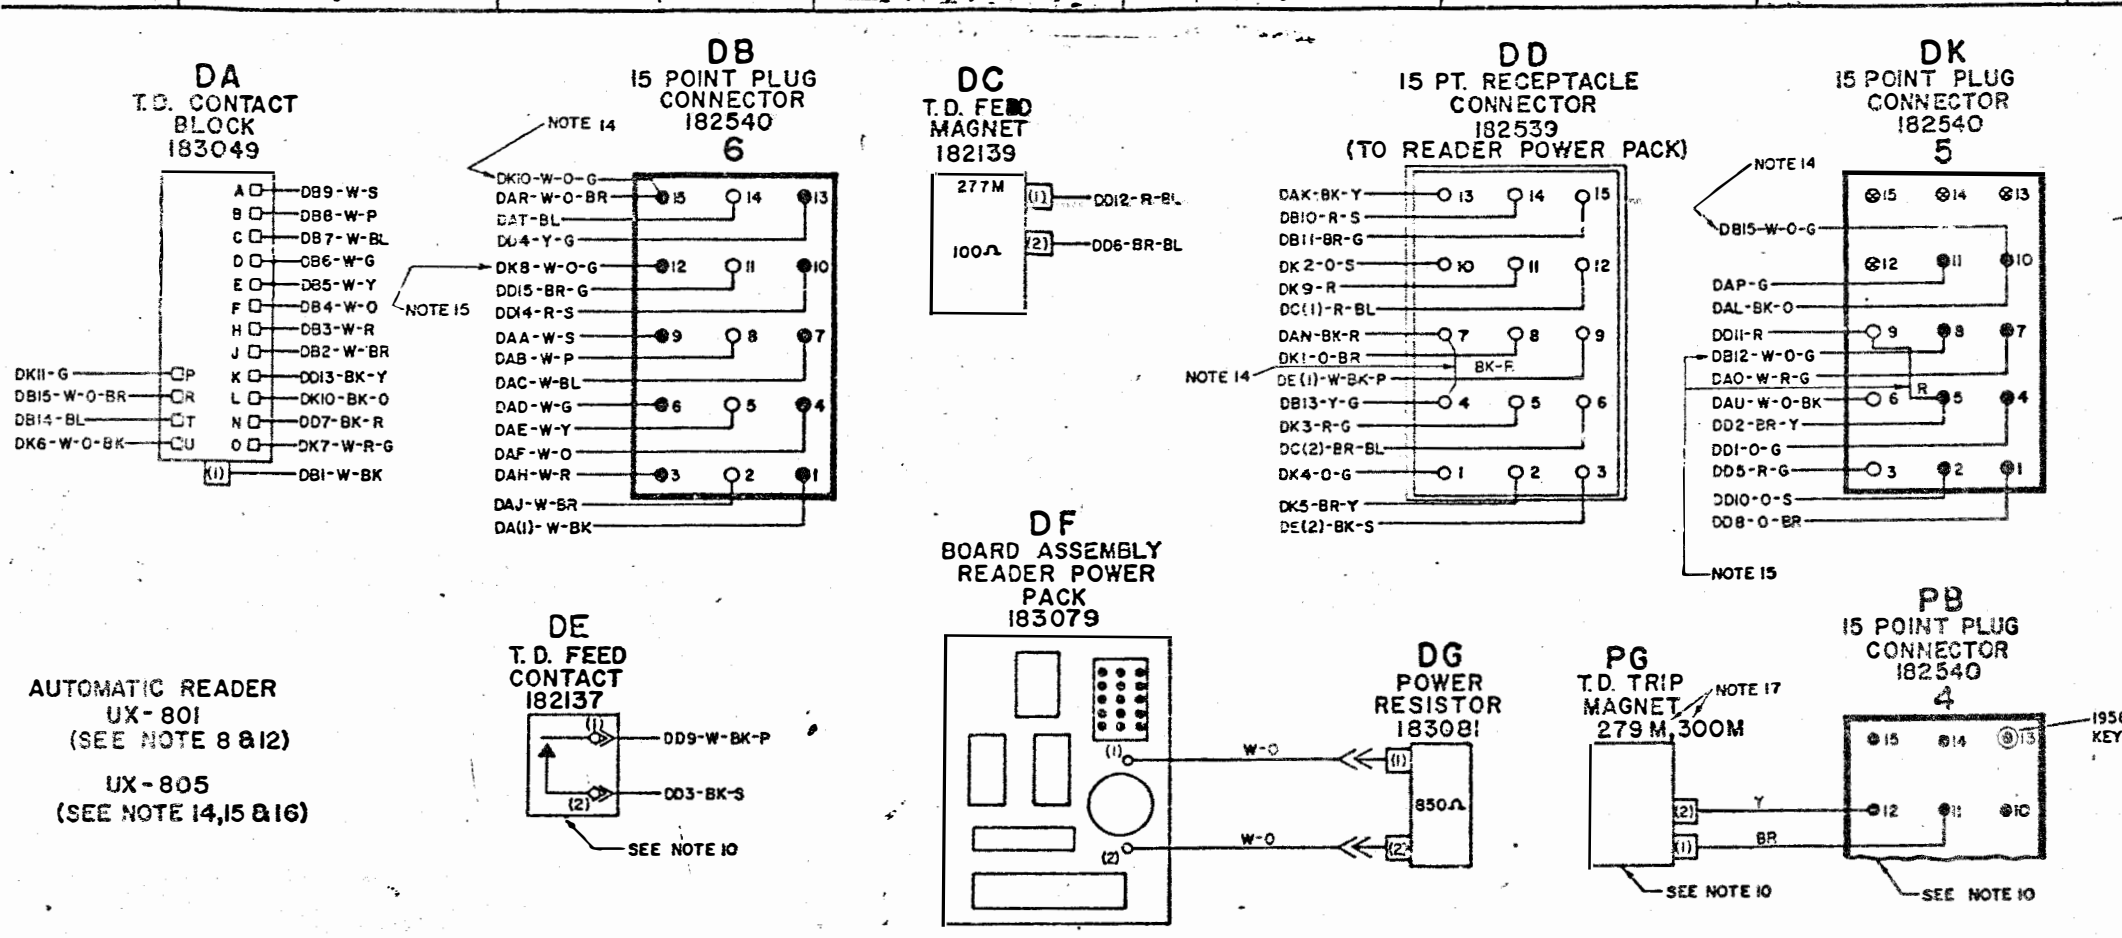 DA
T.D. CONTACT
BLOCK
183049
A DB9-W-S
B DB8-W-P
C DB7-W-BL
D DB6-W-G
E DB5-W-Y
F DB4-W-O
H DB3-W-R
J DB2-W-BR
K DD13-BK-Y
L DK10-BK-O
N DD7-BK-R
O DK7-W-R-G
DK11-G P
DB15-W-O-BR R
DB14-BL T
DK6-W-O-BK U
(1) DB1-W-BK
DB
15 POINT PLUG
CONNECTOR
182540
6
NOTE 14
DK10-W-O-G
DAR-W-O-BR 15 14 13
DAT-BL
DD4-Y-G
DK8-W-O-G 12 11 10
DD15-BR-G
NOTE 15
DD14-R-S
DAA-W-S 9 8 7
DAB-W-P
DAC-W-BL
DAD-W-G 6 5 4
DAE-W-Y
DAF-W-O
DAH-W-R 3 2 1
DAJ-W-BR
DA(1)-W-BK
DC
T.D. FEED
MAGNET
182139
277M
(1) DD12-R-BL
100Ω
(2) DD6-BR-BL
DD
15 PT. RECEPTACLE
CONNECTOR
182539
(TO READER POWER PACK)
DAK-BK-Y 13 14 15
DB10-R-S
DB11-BR-G
DK2-O-S 10 11 12
DK9-R
DC(1)-R-BL
DAN-BK-R 7 8 9
DK1-O-BR
NOTE 14
DE(1)-W-BK-P
DB13-Y-G 4 5 6
DK3-R-G
DC(2)-BR-BL
DK4-O-G 1 2 3
DK5-BR-Y
DE(2)-BK-S
DK
15 POINT PLUG
CONNECTOR
182540
5
NOTE 14
15 14 13
DB15-W-O-G
12 11 10
DAP-G
DAL-BK-O
DD11-R 9 8 7
DB12-W-O-G
DAO-W-R-G
R
DAU-W-O-BK 6 5 4
DD2-BR-Y
DD1-O-G
DD5-R-G 3 2 1
DD10-O-S
DD8-O-BR
NOTE 15
AUTOMATIC READER
UX-801
(SEE NOTE 8 & 12)
UX-805
(SEE NOTE 14,15 & 16)
DE
T.D. FEED
CONTACT
182137
(1) DD9-W-BK-P
(2) DD3-BK-S
SEE NOTE 10
DF
BOARD ASSEMBLY
READER POWER
PACK
183079
(1) W-O
(2) W-O
DG
POWER
RESISTOR
183081
(1)
850Ω
(2)
PG
T.D. TRIP
MAGNET
279M,300M
NOTE 17
(2) Y
(1) BR
SEE NOTE 10
PB
15 POINT PLUG
CONNECTOR
182540
4
15 14 13
12 11 10
KEY
SEE NOTE 10